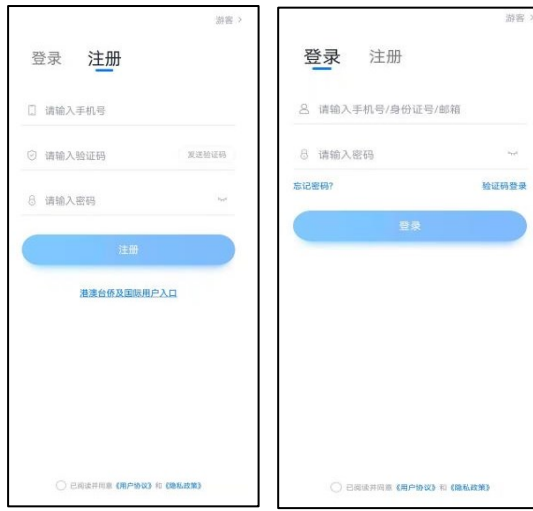 游客 >
登录 注册
请输入手机号
请输入验证码 发送验证码
请输入密码
注册
港澳台侨及国际用户入口
已阅读并同意《用户协议》和《隐私政策》
游客 >
登录 注册
请输入手机号/身份证号/邮箱
请输入密码
忘记密码? 验证码登录
登录
已阅读并同意《用户协议》和《隐私政策》